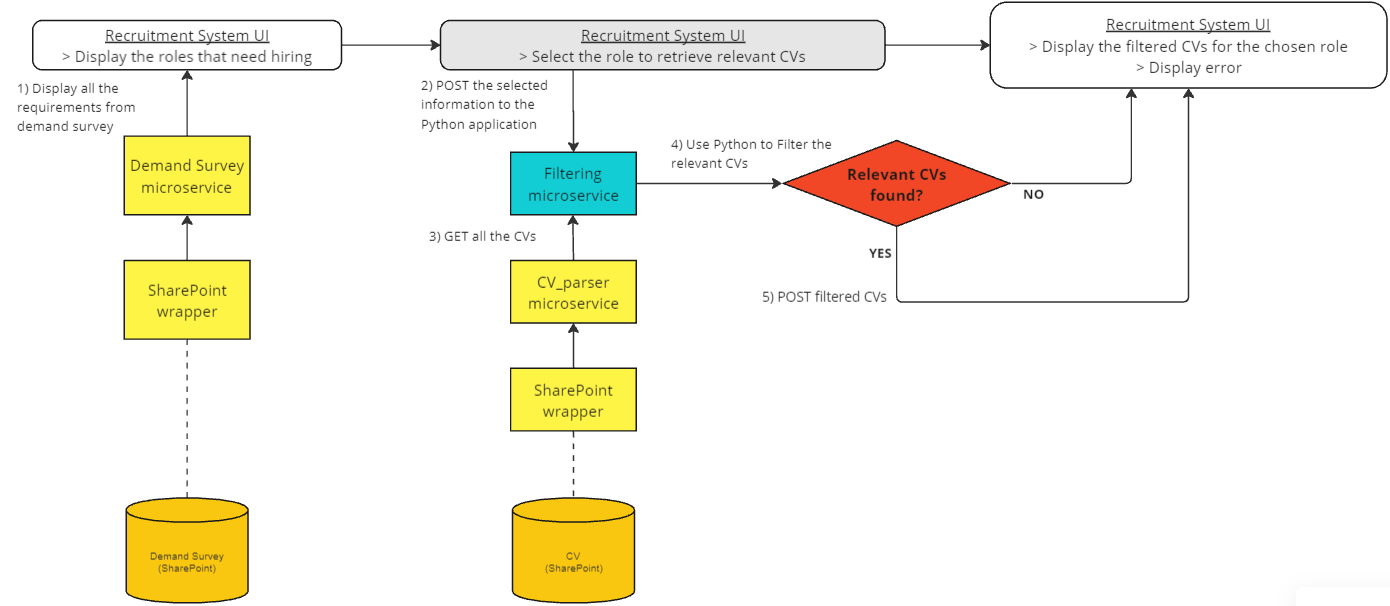 Recruitment System UI
> Display the roles that need hiring
Recruitment System UI
> Select the role to retrieve relevant CVs
Recruitment System UI
> Display the filtered CVs for the chosen role
> Display error
1) Display all the
requirements from
demand survey
2) POST the selected
information to the
Python application
Demand Survey
microservice
Filtering
microservice
4) Use Python to Filter the
relevant CVs
Relevant CVs
found?
NO
YES
3) GET all the CVs
SharePoint
wrapper
CV_parser
microservice
5) POST filtered CVs
SharePoint
wrapper
Demand Survey
(SharePoint)
CV
(SharePoint)